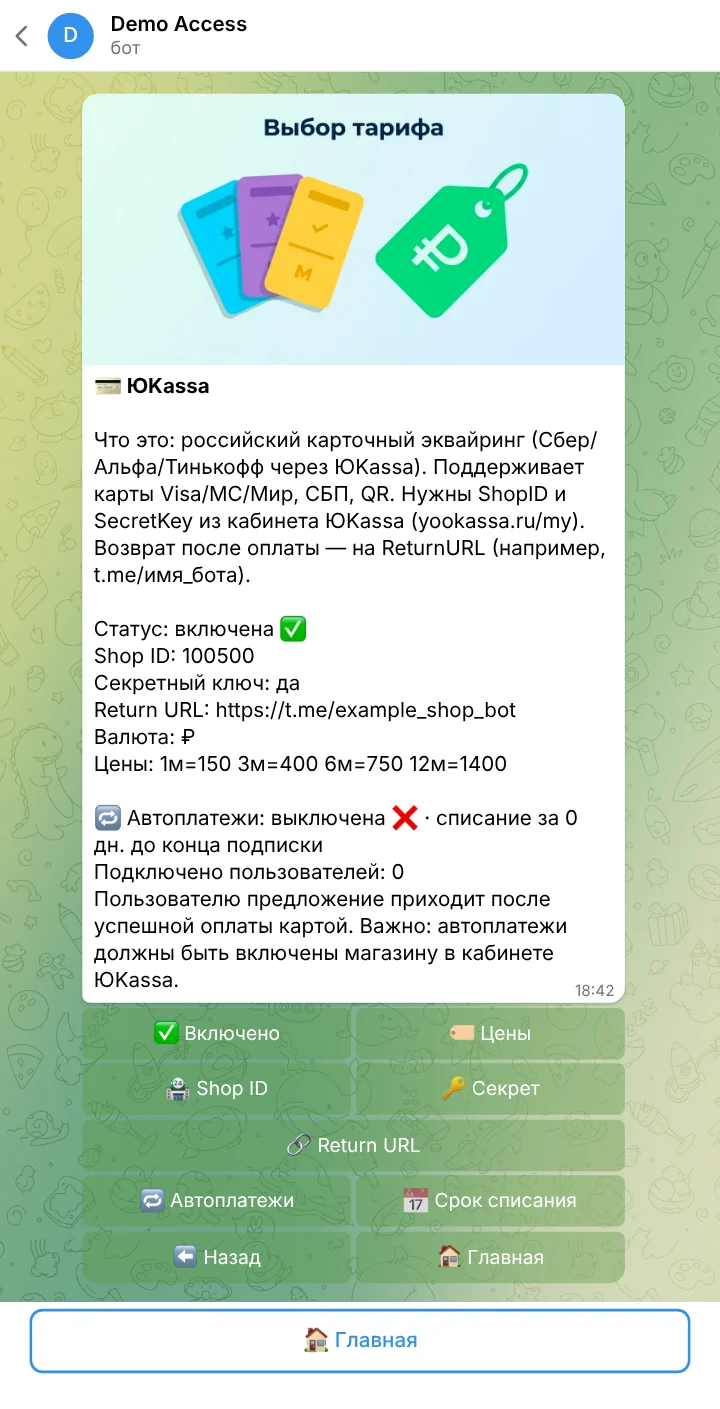 Demo Access
бот
Выбор тарифа
М
💳 ЮKassa
Что это: российский карточный эквайринг (Сбер/
Альфа/Тинькофф через ЮKassa). Поддерживает
карты Visa/MC/Мир, СБП, QR. Нужны ShopID и
SecretKey из кабинета ЮKassa (yookassa.ru/my).
Возврат после оплаты — на ReturnURL (например,
t.me/имя_бота).
Статус: включена ✅
Shop ID: 100500
Секретный ключ: да
Return URL: https://t.me/example_shop_bot
Валюта: ₽
Цены: 1м=150 3м=400 6м=750 12м=1400
🔁 Автоплатежи: выключена ❌ · списание за 0
дн. до конца подписки
Подключено пользователей: 0
Пользователю предложение приходит после
успешной оплаты картой. Важно: автоплатежи
должны быть включены магазину в кабинете
ЮKassa.
18:42
✅ Включено
🏷️ Цены
🏪 Shop ID
🔑 Секрет
🔗 Return URL
🔁 Автоплатежи
📅 Срок списания
⬅️ Назад
🏠 Главная
🏠 Главная